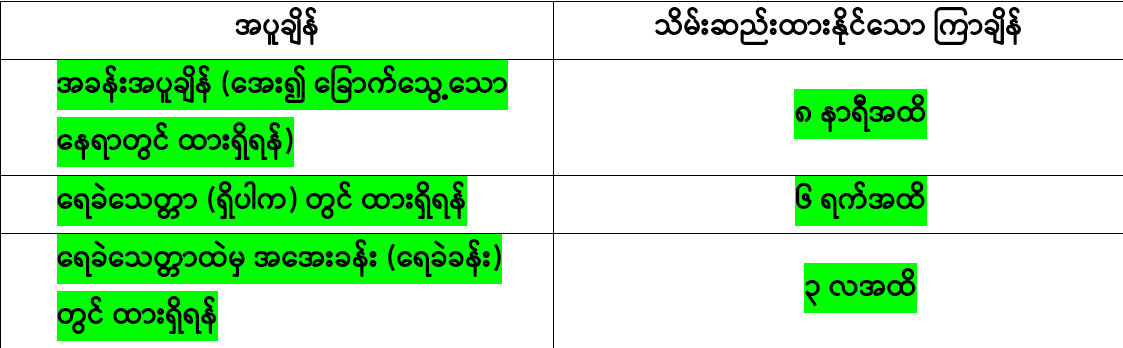 အပူချိန်
သိမ်းဆည်းထားနိုင်သော ကြာချိန်
အခန်းအပူချိန် (အေး၍ ခြောက်သွေ့သော
နေရာတွင် ထားရှိရန်)
၈ နာရီအထိ
ရေခဲသေတ္တာ (ရှိပါက) တွင် ထားရှိရန်
၆ ရက်အထိ
ရေခဲသေတ္တာထဲမှ အအေးခန်း (ရေခဲခန်း)
တွင် ထားရှိရန်
၃ လအထိ